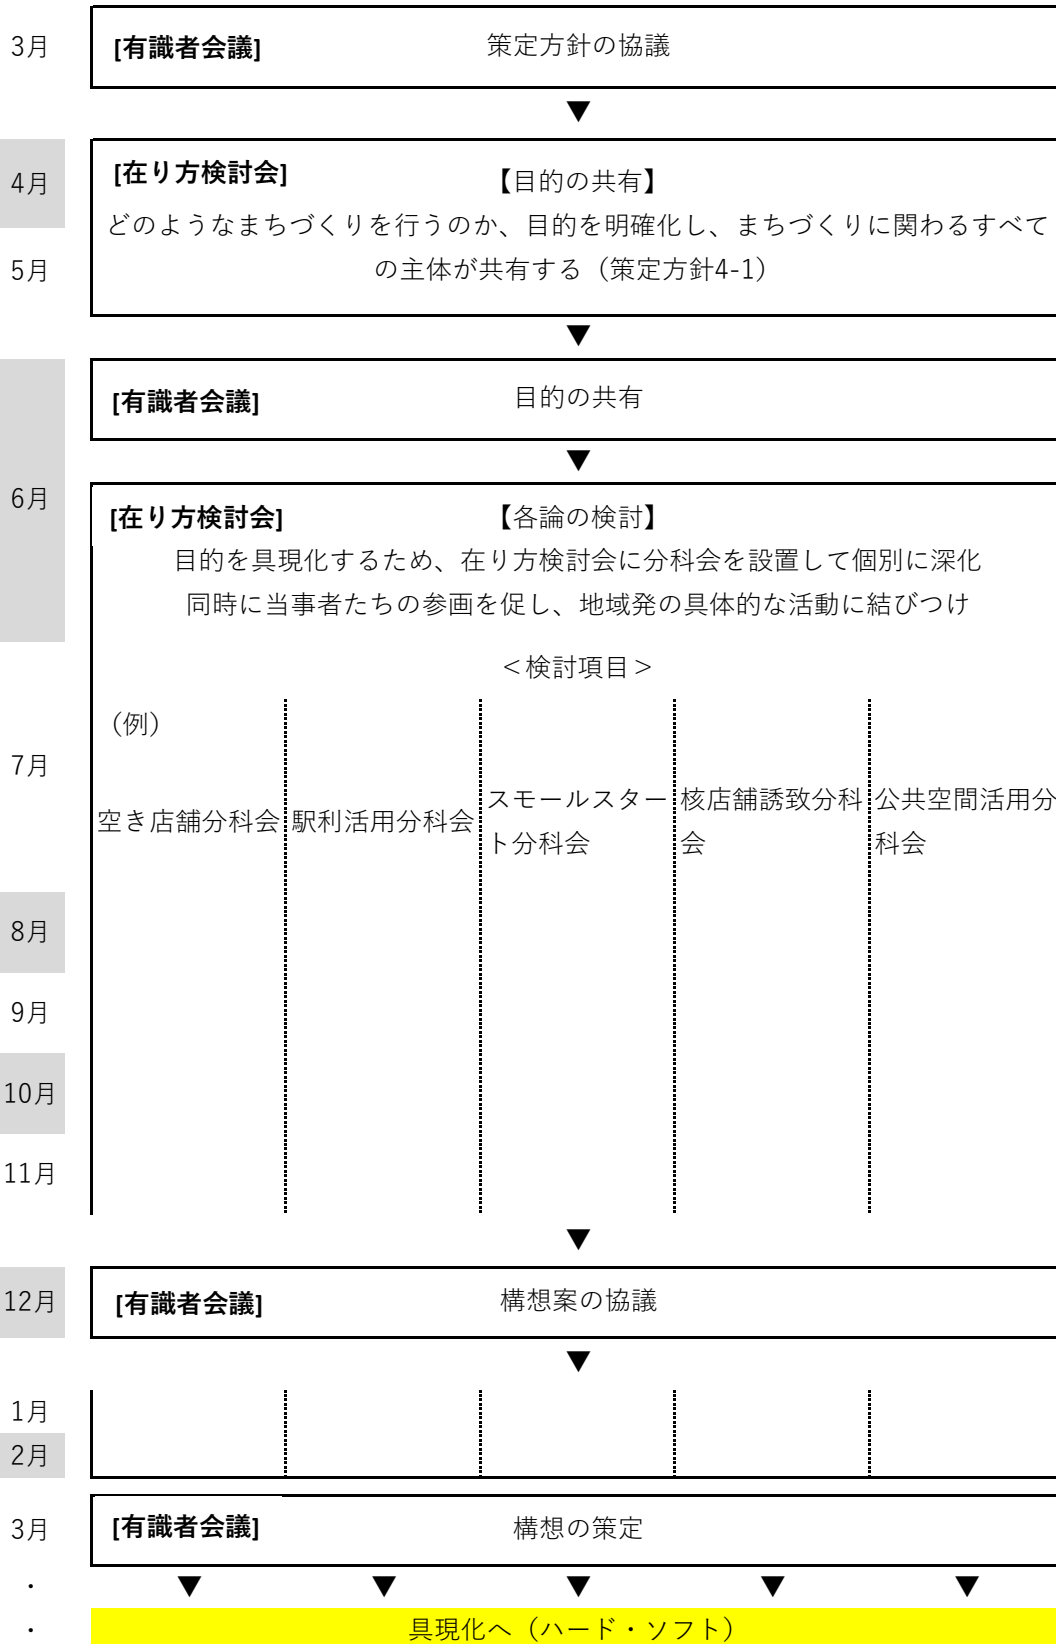 3月
[有識者会議] 策定方針の協議
▼
4月
[在り方検討会] 【目的の共有】
どのようなまちづくりを行うのか、目的を明確化し、まちづくりに関わるすべて
5月
の主体が共有する（策定方針4-1）
▼
[有識者会議] 目的の共有
▼
6月
[在り方検討会] 【各論の検討】
目的を具現化するため、在り方検討会に分科会を設置して個別に深化
同時に当事者たちの参画を促し、地域発の具体的な活動に結びつけ
＜検討項目＞
（例）
7月
空き店舗分科会
駅利活用分科会
スモールスター
ト分科会
核店舗誘致分科
会
公共空間活用分
科会
8月
9月
10月
11月
▼
12月
[有識者会議] 構想案の協議
▼
1月
2月
3月
[有識者会議] 構想の策定
・
▼ ▼ ▼ ▼ ▼
・
具現化へ（ハード・ソフト）